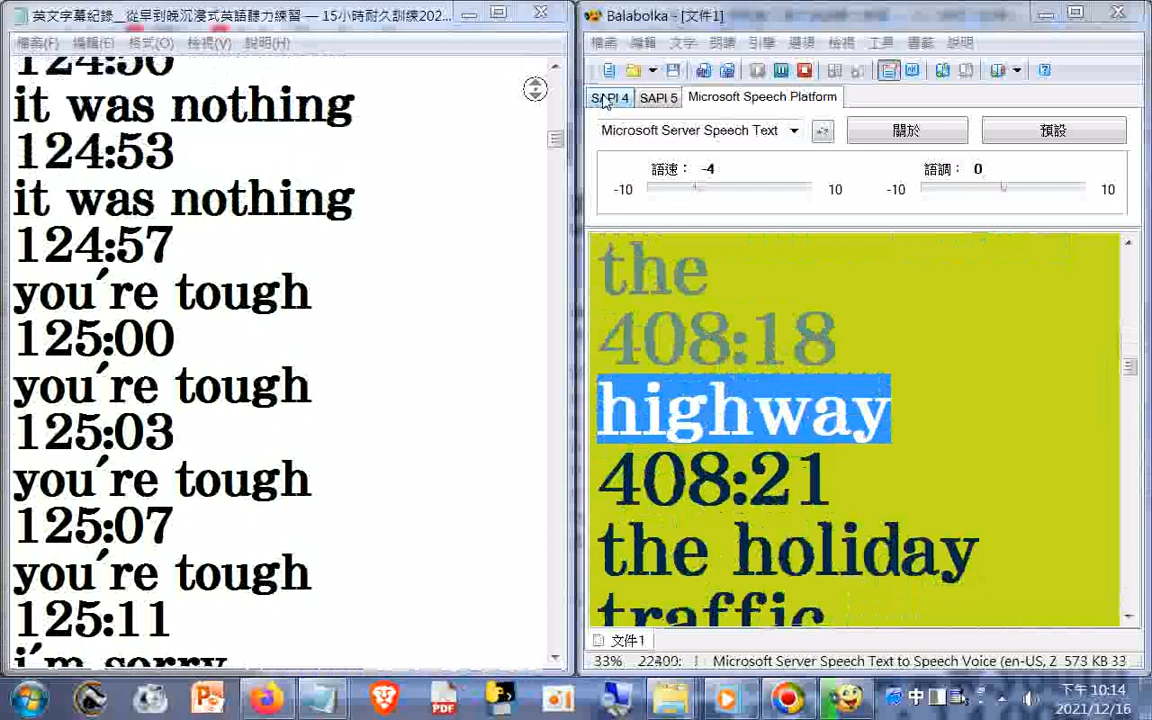 英文字幕紀錄__從早到晚沉浸式英語聽力練習 — 15小時耐久訓練202...
檔案(F) 編輯(E) 格式(O) 檢視(V) 說明(H)
124:50
it was nothing
124:53
it was nothing
124:57
you're tough
125:00
you're tough
125:03
you're tough
125:07
you're tough
125:11
i'm sorry
Balabolka - [文件1]
檔案 編輯 文字 朗讀 引擎 選項 檢視 工具 書籤 說明
SAPI 4 SAPI 5 Microsoft Speech Platform
Microsoft Server Speech Text
關於 預設
語速： -4 語調： 0
-10 10 -10 10
the
408:18
highway
408:21
the holiday
traffic
文件1
33% 22400: Microsoft Server Speech Text to Speech Voice (en-US, Z 573 KB 33
中
下午 10:14
2021/12/16